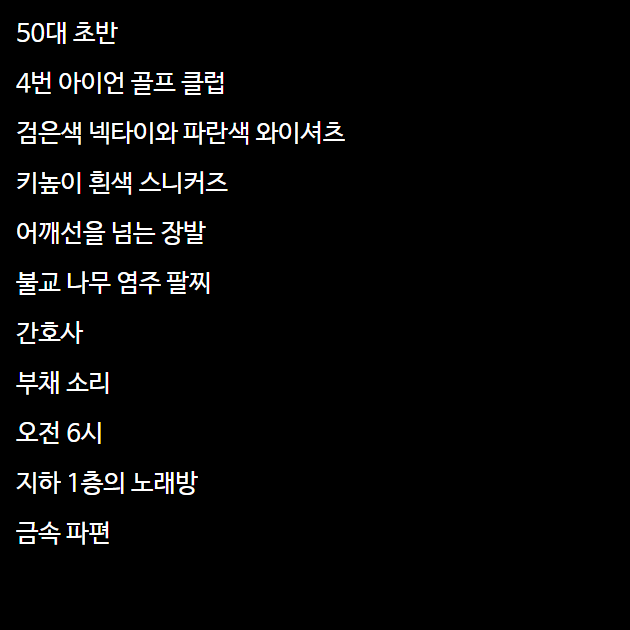 50대 초반
4번 아이언 골프 클럽
검은색 넥타이와 파란색 와이셔츠
키높이 흰색 스니커즈
어깨선을 넘는 장발
불교 나무 염주 팔찌
간호사
부채 소리
오전 6시
지하 1층의 노래방
금속 파편